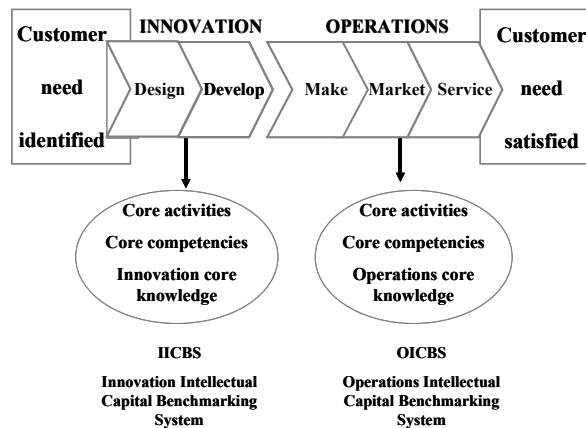 Customer
need
identified
INNOVATION
OPERATIONS
Customer
need
satisfied
Design
Develop
Make
Market
Service
Core activities
Core competencies
Innovation core
knowledge
Core activities
Core competencies
Operations core
knowledge
IICBS
Innovation Intellectual
Capital Benchmarking
System
OICBS
Operations Intellectual
Capital Benchmarking
System